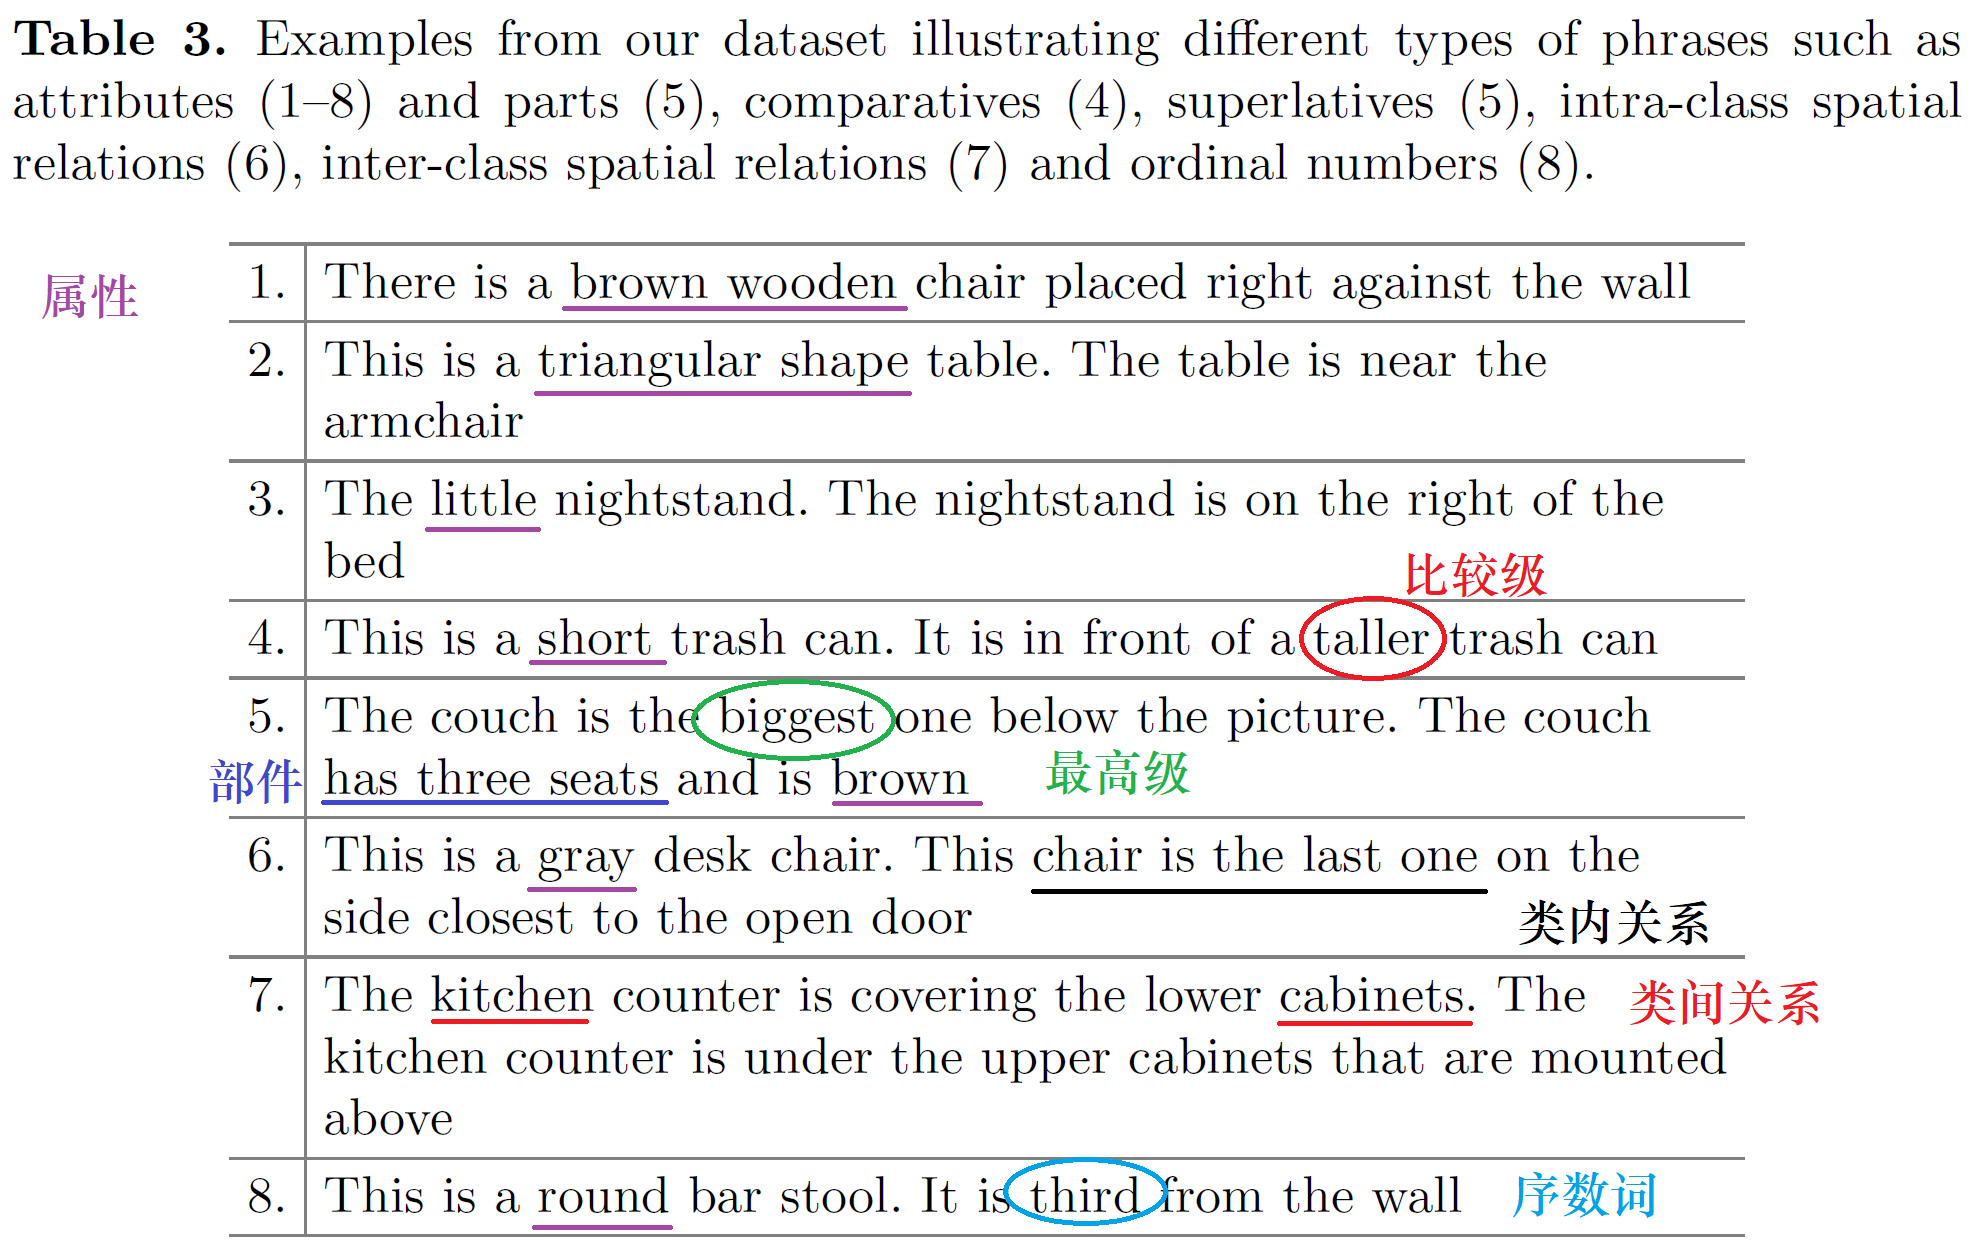 Table 3. Examples from our dataset illustrating different types of phrases such as
attributes (1–8) and parts (5), comparatives (4), superlatives (5), intra-class spatial
relations (6), inter-class spatial relations (7) and ordinal numbers (8).
属性 1. There is a brown wooden chair placed right against the wall
2. This is a triangular shape table. The table is near the
armchair
3. The little nightstand. The nightstand is on the right of the
bed
比较级
4. This is a short trash can. It is in front of a taller trash can
5. The couch is the biggest one below the picture. The couch
部件 has three seats and is brown 最高级
6. This is a gray desk chair. This chair is the last one on the
side closest to the open door 类内关系
7. The kitchen counter is covering the lower cabinets. The 类间关系
kitchen counter is under the upper cabinets that are mounted
above
8. This is a round bar stool. It is third from the wall 序数词